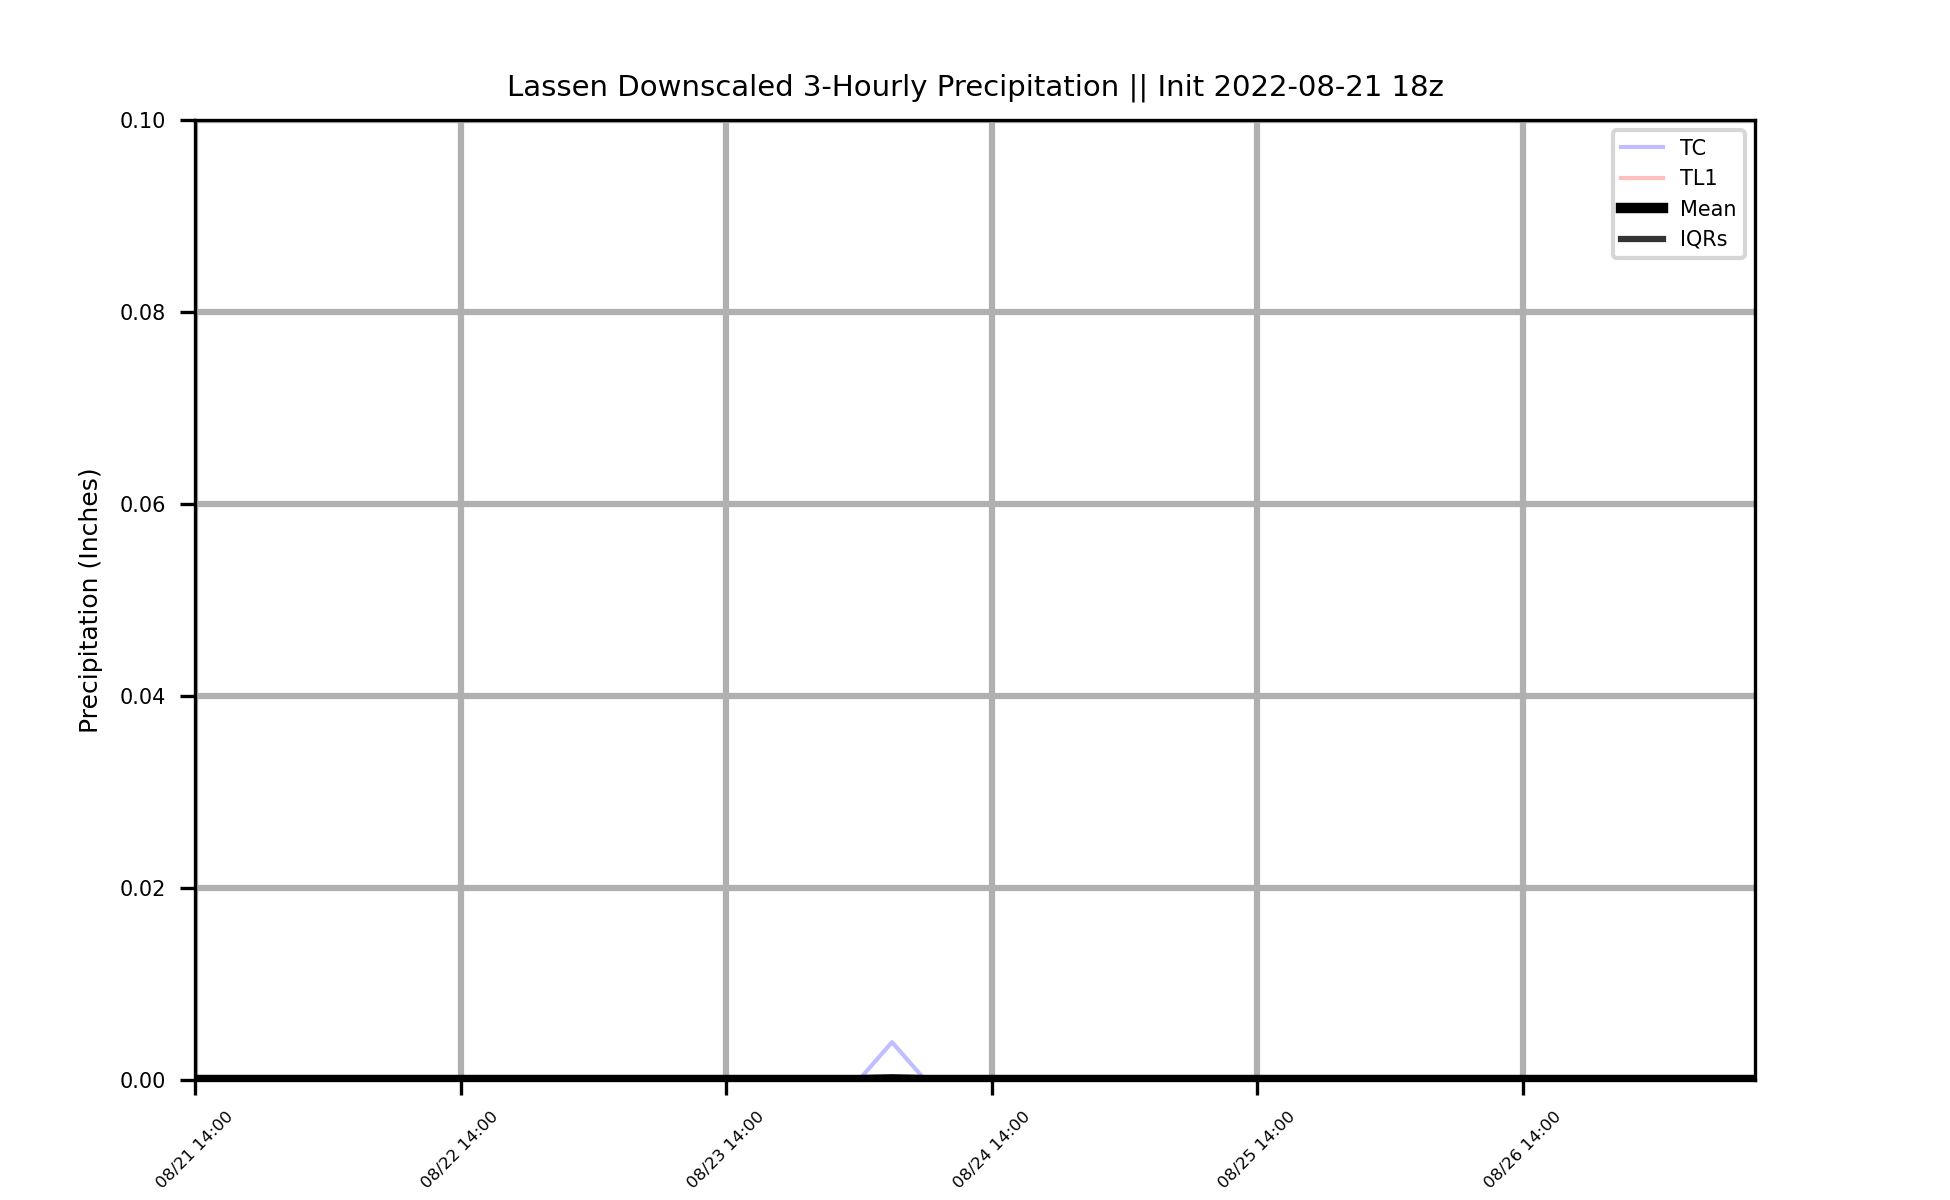 Lassen Downscaled 3-Hourly Precipitation || Init 2022-08-21 18z
0.10
0.08
0.06
0.04
0.02
0.00
Precipitation (Inches)
TC
TL1
Mean
IQRs
08/21 14:00
08/22 14:00
08/23 14:00
08/24 14:00
08/25 14:00
08/26 14:00